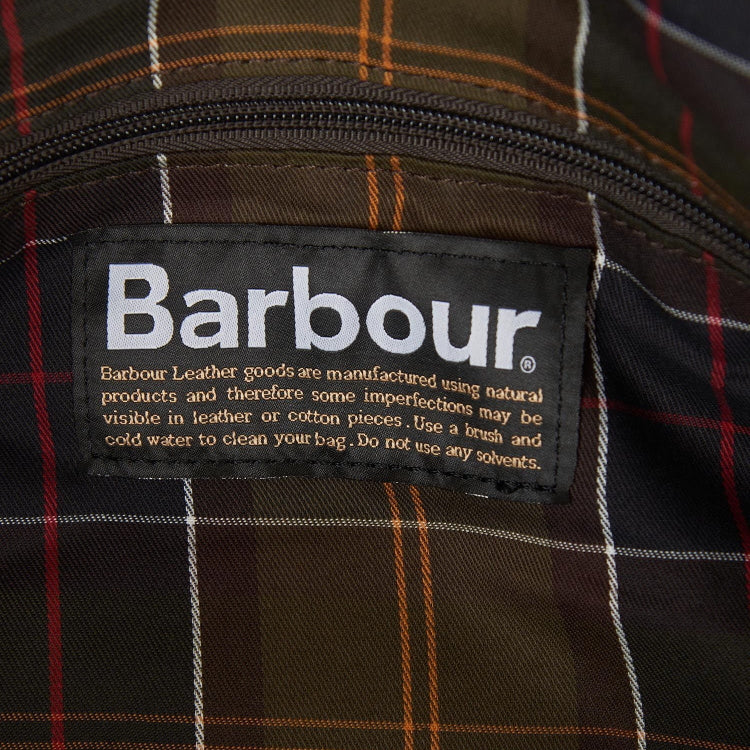 Barbour®
Barbour Leather goods are manufactured using natural
products and therefore some imperfections may be
visible in leather or cotton pieces. Use a brush and
cold water to clean your bag. Do not use any solvents.